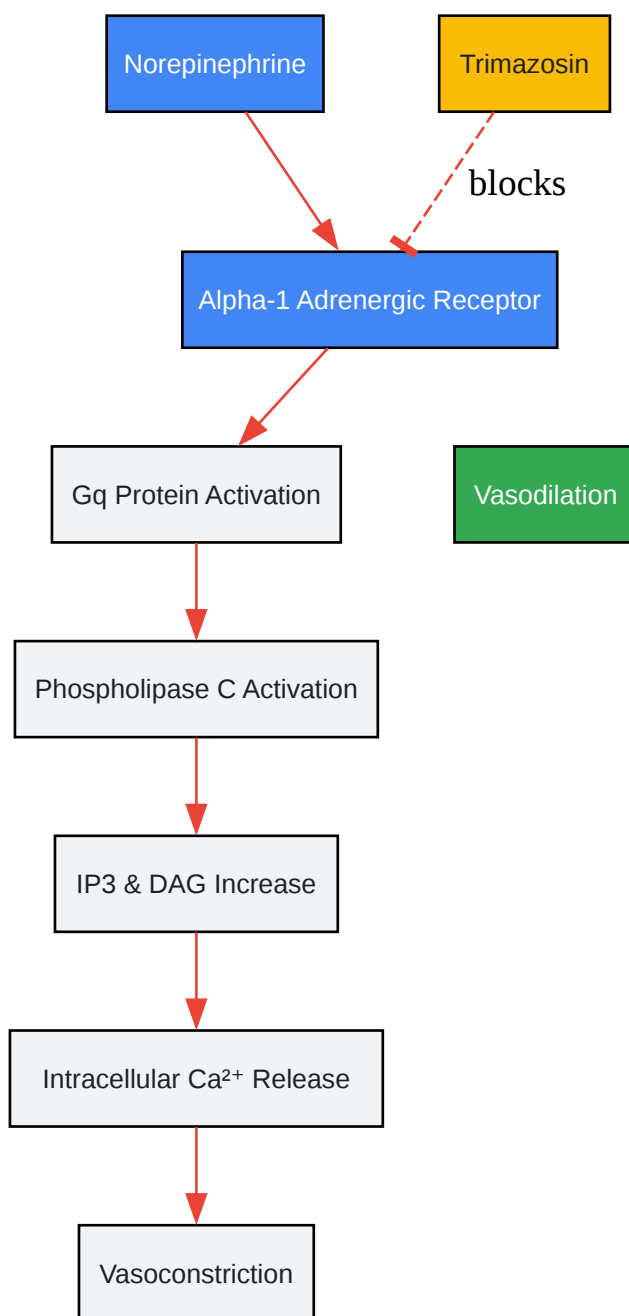 Norepinephrine
Trimazosin
blocks
Alpha-1 Adrenergic Receptor
Gq Protein Activation
Vasodilation
Phospholipase C Activation
IP3 & DAG Increase
Intracellular Ca²⁺ Release
Vasoconstriction